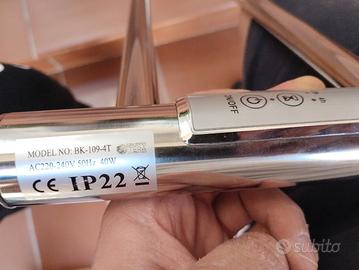 ON/OFF
MODEL NO: BK-109-4T
AC220-240V 50Hz 40W
CE IP22
subito